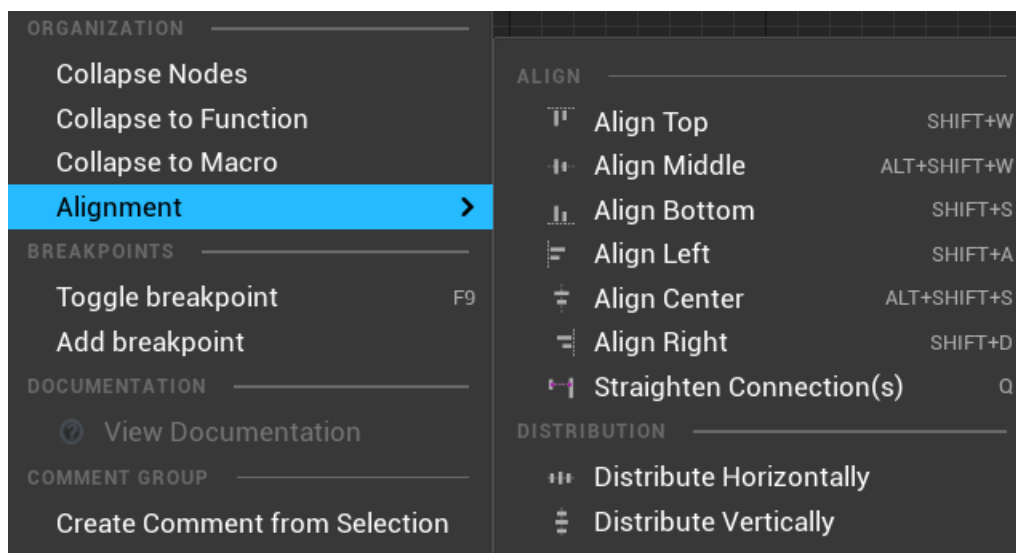 ORGANIZATION
Collapse Nodes
Collapse to Function
Collapse to Macro
Alignment
BREAKPOINTS
Toggle breakpoint F9
Add breakpoint
DOCUMENTATION
View Documentation
COMMENT GROUP
Create Comment from Selection
ALIGN
Align Top SHIFT+W
Align Middle ALT+SHIFT+W
Align Bottom SHIFT+S
Align Left SHIFT+A
Align Center ALT+SHIFT+S
Align Right SHIFT+D
Straighten Connection(s) Q
DISTRIBUTION
Distribute Horizontally
Distribute Vertically